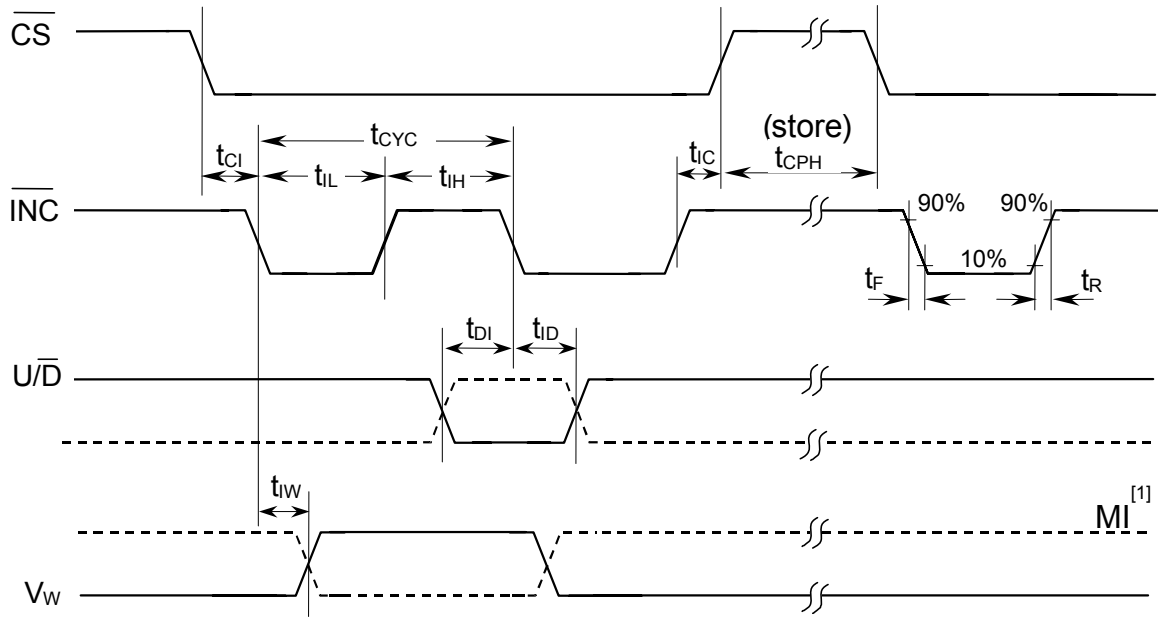 CS
(store)
tCYC
tCI
tIL
tIH
tIC
tCPH
INC
90%
90%
10%
tF
tR
tDI
tID
U/D
tIW
MI[1]
VW